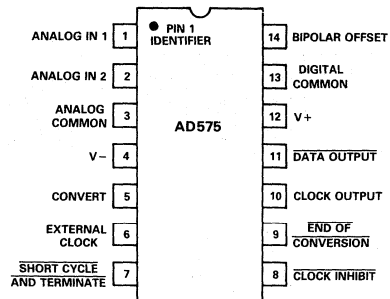 ANALOG IN 1
1
PIN 1
IDENTIFIER
14
BIPOLAR OFFSET
ANALOG IN 2
2
13
DIGITAL
COMMON
ANALOG
COMMON
3
12
V+
AD575
V−
4
11
DATA OUTPUT
CONVERT
5
10
CLOCK OUTPUT
EXTERNAL
CLOCK
6
9
END OF
CONVERSION
SHORT CYCLE
AND TERMINATE
7
8
CLOCK INHIBIT